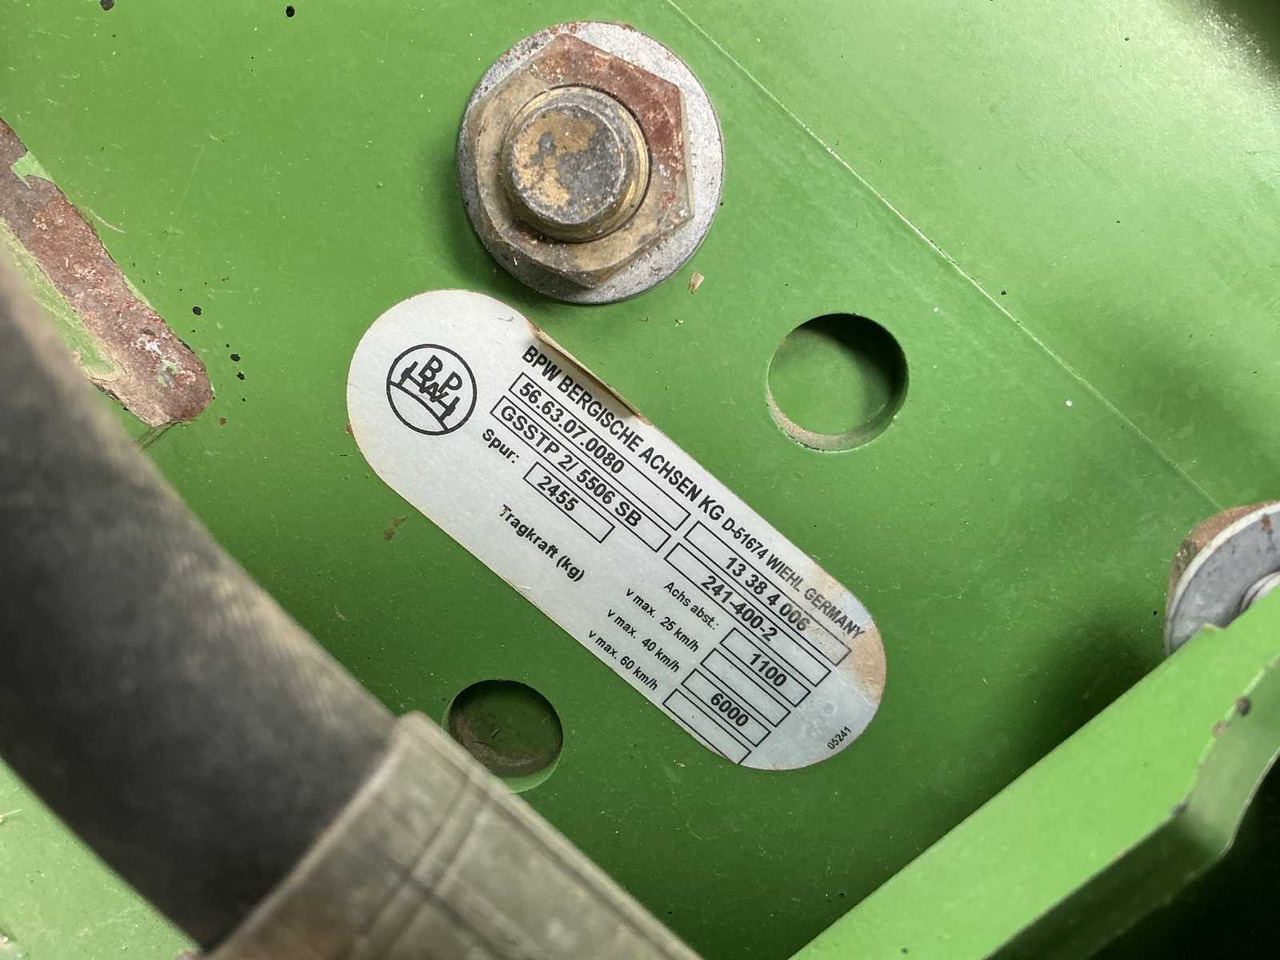 BPW
BPW BERGISCHE ACHSEN KG D-51674 WIEHL GERMANY
56.63.07.0080 13 38 4 006
GSSTP 2/ 5506 SB 241-400-2
Spur: 2455 Achs abst.: 1100
Tragkraft (kg) v max. 25 km/h 6000
v max. 40 km/h
v max. 60 km/h
05241